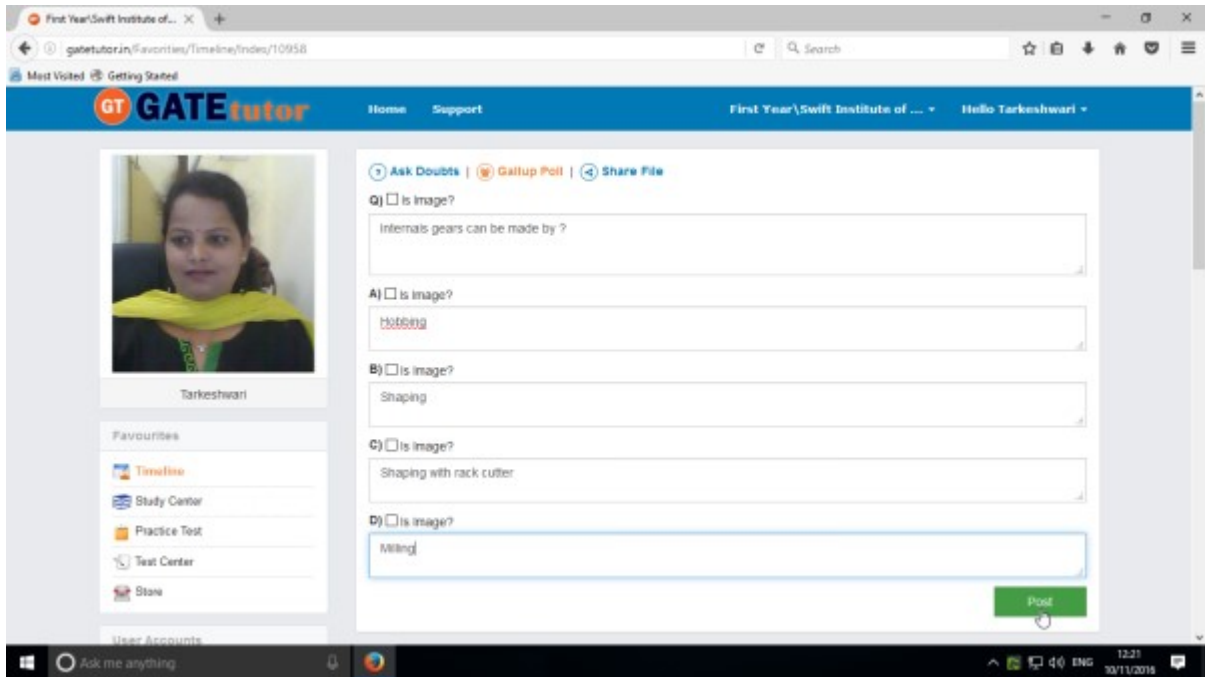 First Year\Swift Institute of...
gatetutor.in/Favorities/Timeline/Index/10958
Search
Most Visited Getting Started
GT GATEtutor
Home Support First Year\Swift Institute of .... Hello Tarkeshwari
? Ask Doubts | Gallup Poll | Share File
Q) Is Image?
Internals gears can be made by ?
A) Is Image?
Hobbing
B) Is Image?
Shaping
C) Is Image?
Shaping with rack cutter
D) Is Image?
Milling
Post
Tarkeshwari
Favourites
Timeline
Study Center
Practice Test
Test Center
Store
User Accounts
Ask me anything
ENG
12:21
10/11/2016